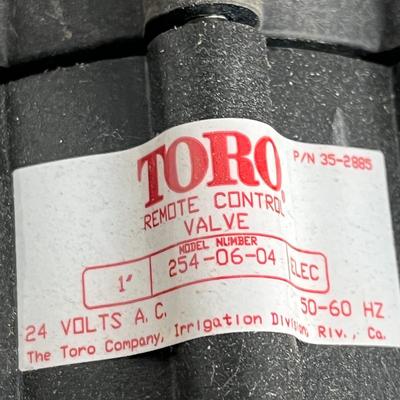 TORO®
P/N 35-2885
REMOTE CONTROL
VALVE
MODEL NUMBER
1" 254-06-04 ELEC
24 VOLTS A.C. 50-60 HZ
The Toro Company, Irrigation Division, Riv., Ca.